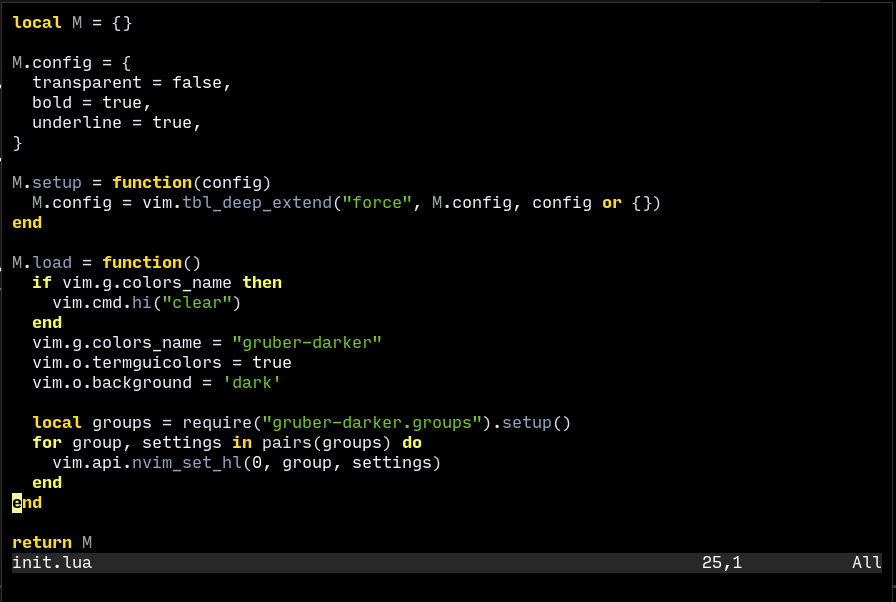 local M = {}

M.config = {
  transparent = false,
  bold = true,
  underline = true,
}

M.setup = function(config)
  M.config = vim.tbl_deep_extend("force", M.config, config or {})
end

M.load = function()
  if vim.g.colors_name then
    vim.cmd.hi("clear")
  end
  vim.g.colors_name = "gruber-darker"
  vim.o.termguicolors = true
  vim.o.background = 'dark'

  local groups = require("gruber-darker.groups").setup()
  for group, settings in pairs(groups) do
    vim.api.nvim_set_hl(0, group, settings)
  end
end

return M
init.lua 25,1 All